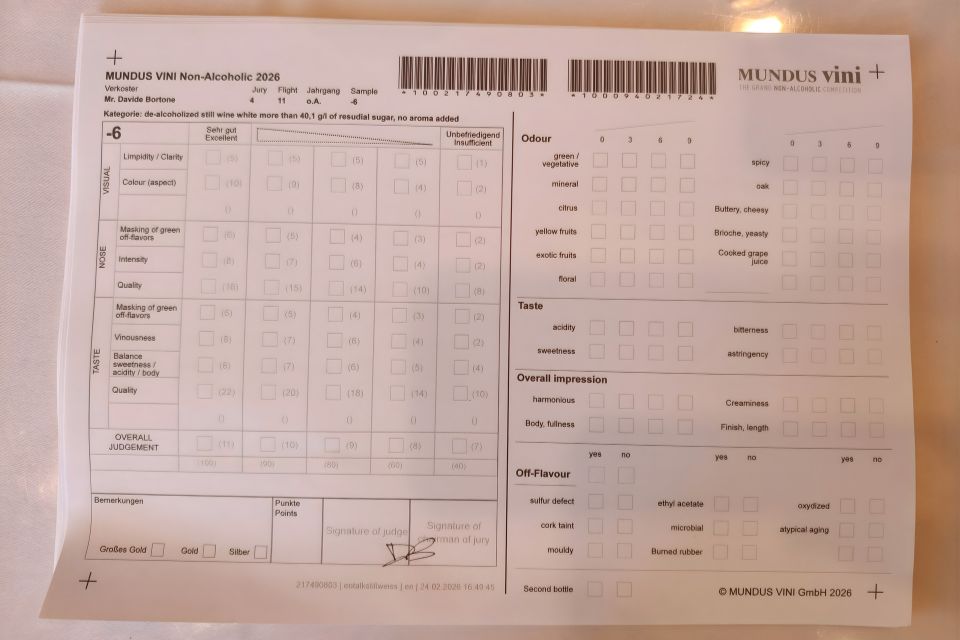 MUNDUS VINI Non-Alcoholic 2026
Verkoster Jury Flight Jahrgang Sample
Mr. Davide Bortone 4 11 o.A. -6
*100217490803*
*100094021724*
MUNDUS vini
THE GRAND NON-ALCOHOLIC COMPETITION
Kategorie: de-alcoholized still wine white more than 40,1 g/l of resudial sugar, no aroma added
-6
Sehr gut
Excellent
Unbefriedigend
Insufficient
VISUAL
Limpidity / Clarity (5) (5) (5) (5) (1)
Colour (aspect) (10) (9) (8) (4) (2)
() () () () ()
NOSE
Masking of green
off-flavors (6) (5) (4) (3) (2)
Intensity (8) (7) (6) (4) (2)
Quality (16) (15) (14) (10) (8)
TASTE
Masking of green
off-flavors (5) (5) (4) (3) (2)
Vinousness (8) (7) (6) (4) (2)
Balance
sweetness /
acidity / body (8) (7) (6) (5) (4)
Quality (22) (20) (18) (14) (10)
() () () () ()
OVERALL
JUDGEMENT (11) (10) (9) (8) (7)
(100) (90) (80) (60) (40)
Bemerkungen
Großes Gold Gold Silber
Punkte
Points
Signature of judge
Signature of
chairman of jury
217490803 | entalkstillweiss | en | 24.02.2026 16:49:45
Odour 0 3 6 9
0 3 6 9
green /
vegetative
spicy
mineral
oak
citrus
Buttery, cheesy
yellow fruits
Brioche, yeasty
exotic fruits
Cooked grape
juice
floral
Taste
acidity
bitterness
sweetness
astringency
Overall impression
harmonious
Creaminess
Body, fullness
Finish, length
yes no yes no yes no
Off-Flavour
sulfur defect
ethyl acetate
oxydized
cork taint
microbial
atypical aging
mouldy
Burned rubber
Second bottle
© MUNDUS VINI GmbH 2026